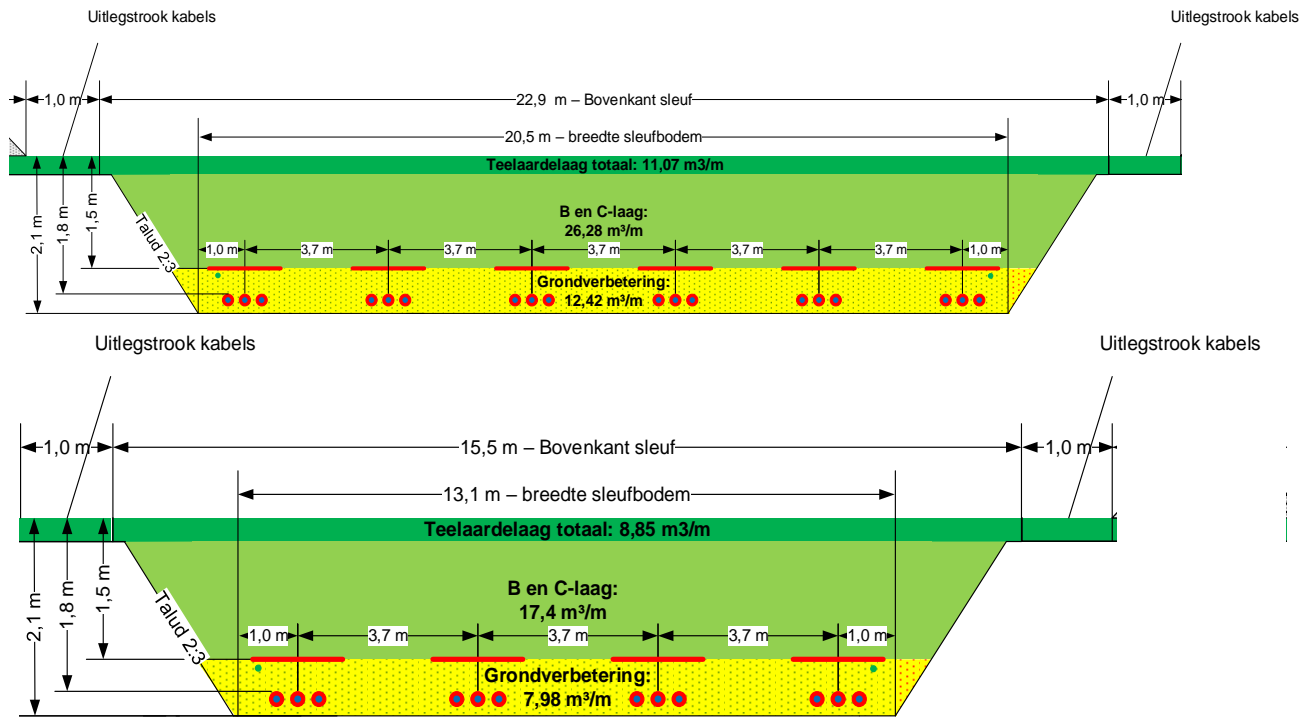 Uitlegstrook kabels
Uitlegstrook kabels
1,0 m
22,9 m – Bovenkant sleuf
1,0 m
20,5 m – breedte sleufbodem
Teelaardelaag totaal: 11,07 m3/m
2,1 m
1,8 m
1,5 m
Talud 2:3
B en C-laag:
26,28 m³/m
1,0 m
3,7 m
3,7 m
3,7 m
3,7 m
3,7 m
1,0 m
Grondverbetering:
12,42 m³/m
Uitlegstrook kabels
Uitlegstrook kabels
1,0 m
15,5 m – Bovenkant sleuf
1,0 m
13,1 m – breedte sleufbodem
Teelaardelaag totaal: 8,85 m3/m
2,1 m
1,8 m
1,5 m
Talud 2:3
B en C-laag:
17,4 m³/m
1,0 m
3,7 m
3,7 m
3,7 m
1,0 m
Grondverbetering:
7,98 m³/m